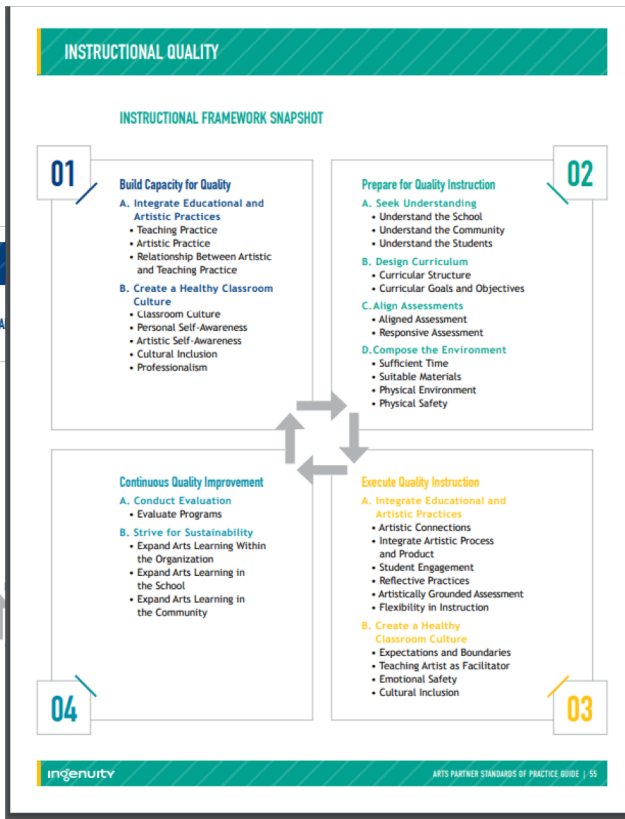 INSTRUCTIONAL QUALITY
INSTRUCTIONAL FRAMEWORK SNAPSHOT
01
Build Capacity for Quality
A. Integrate Educational and
Artistic Practices
• Teaching Practice
• Artistic Practice
• Relationship Between Artistic
and Teaching Practice
B. Create a Healthy Classroom
Culture
• Classroom Culture
• Personal Self-Awareness
• Artistic Self-Awareness
• Cultural Inclusion
• Professionalism
02
Prepare for Quality Instruction
A. Seek Understanding
• Understand the School
• Understand the Community
• Understand the Students
B. Design Curriculum
• Curricular Structure
• Curricular Goals and Objectives
C. Align Assessments
• Aligned Assessment
• Responsive Assessment
D. Compose the Environment
• Sufficient Time
• Suitable Materials
• Physical Environment
• Physical Safety
Continuous Quality Improvement
A. Conduct Evaluation
• Evaluate Programs
B. Strive for Sustainability
• Expand Arts Learning Within
the Organization
• Expand Arts Learning in
the School
• Expand Arts Learning in
the Community
04
Execute Quality Instruction
A. Integrate Educational and
Artistic Practices
• Artistic Connections
• Integrate Artistic Process
and Product
• Student Engagement
• Reflective Practices
• Artistically Grounded Assessment
• Flexibility in Instruction
B. Create a Healthy
Classroom Culture
• Expectations and Boundaries
• Teaching Artist as Facilitator
• Emotional Safety
• Cultural Inclusion
03
ingenuity
ARTS PARTNER STANDARDS OF PRACTICE GUIDE | 55